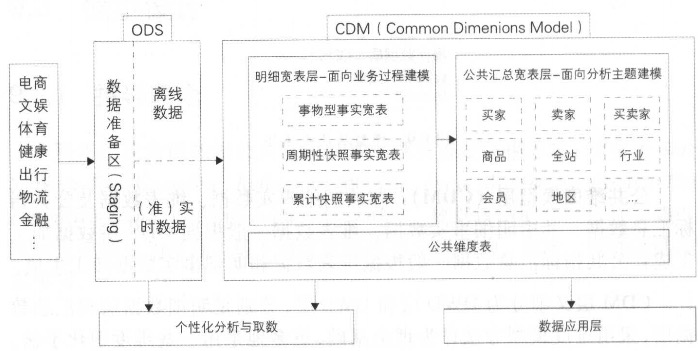 ODS
CDM ( Common Dimenions Model )
电商
文娱
体育
健康
出行
物流
金融
⋮
数据准备区(Staging)
离线
数据
(准)实
时数据
明细宽表层-面向业务过程建模
事物型事实宽表
周期性快照事实宽表
累计快照事实宽表
公共汇总宽表层-面向分析主题建模
买家 卖家 买卖家
商品 全站 行业
会员 地区 ...
公共维度表
个性化分析与取数
数据应用层